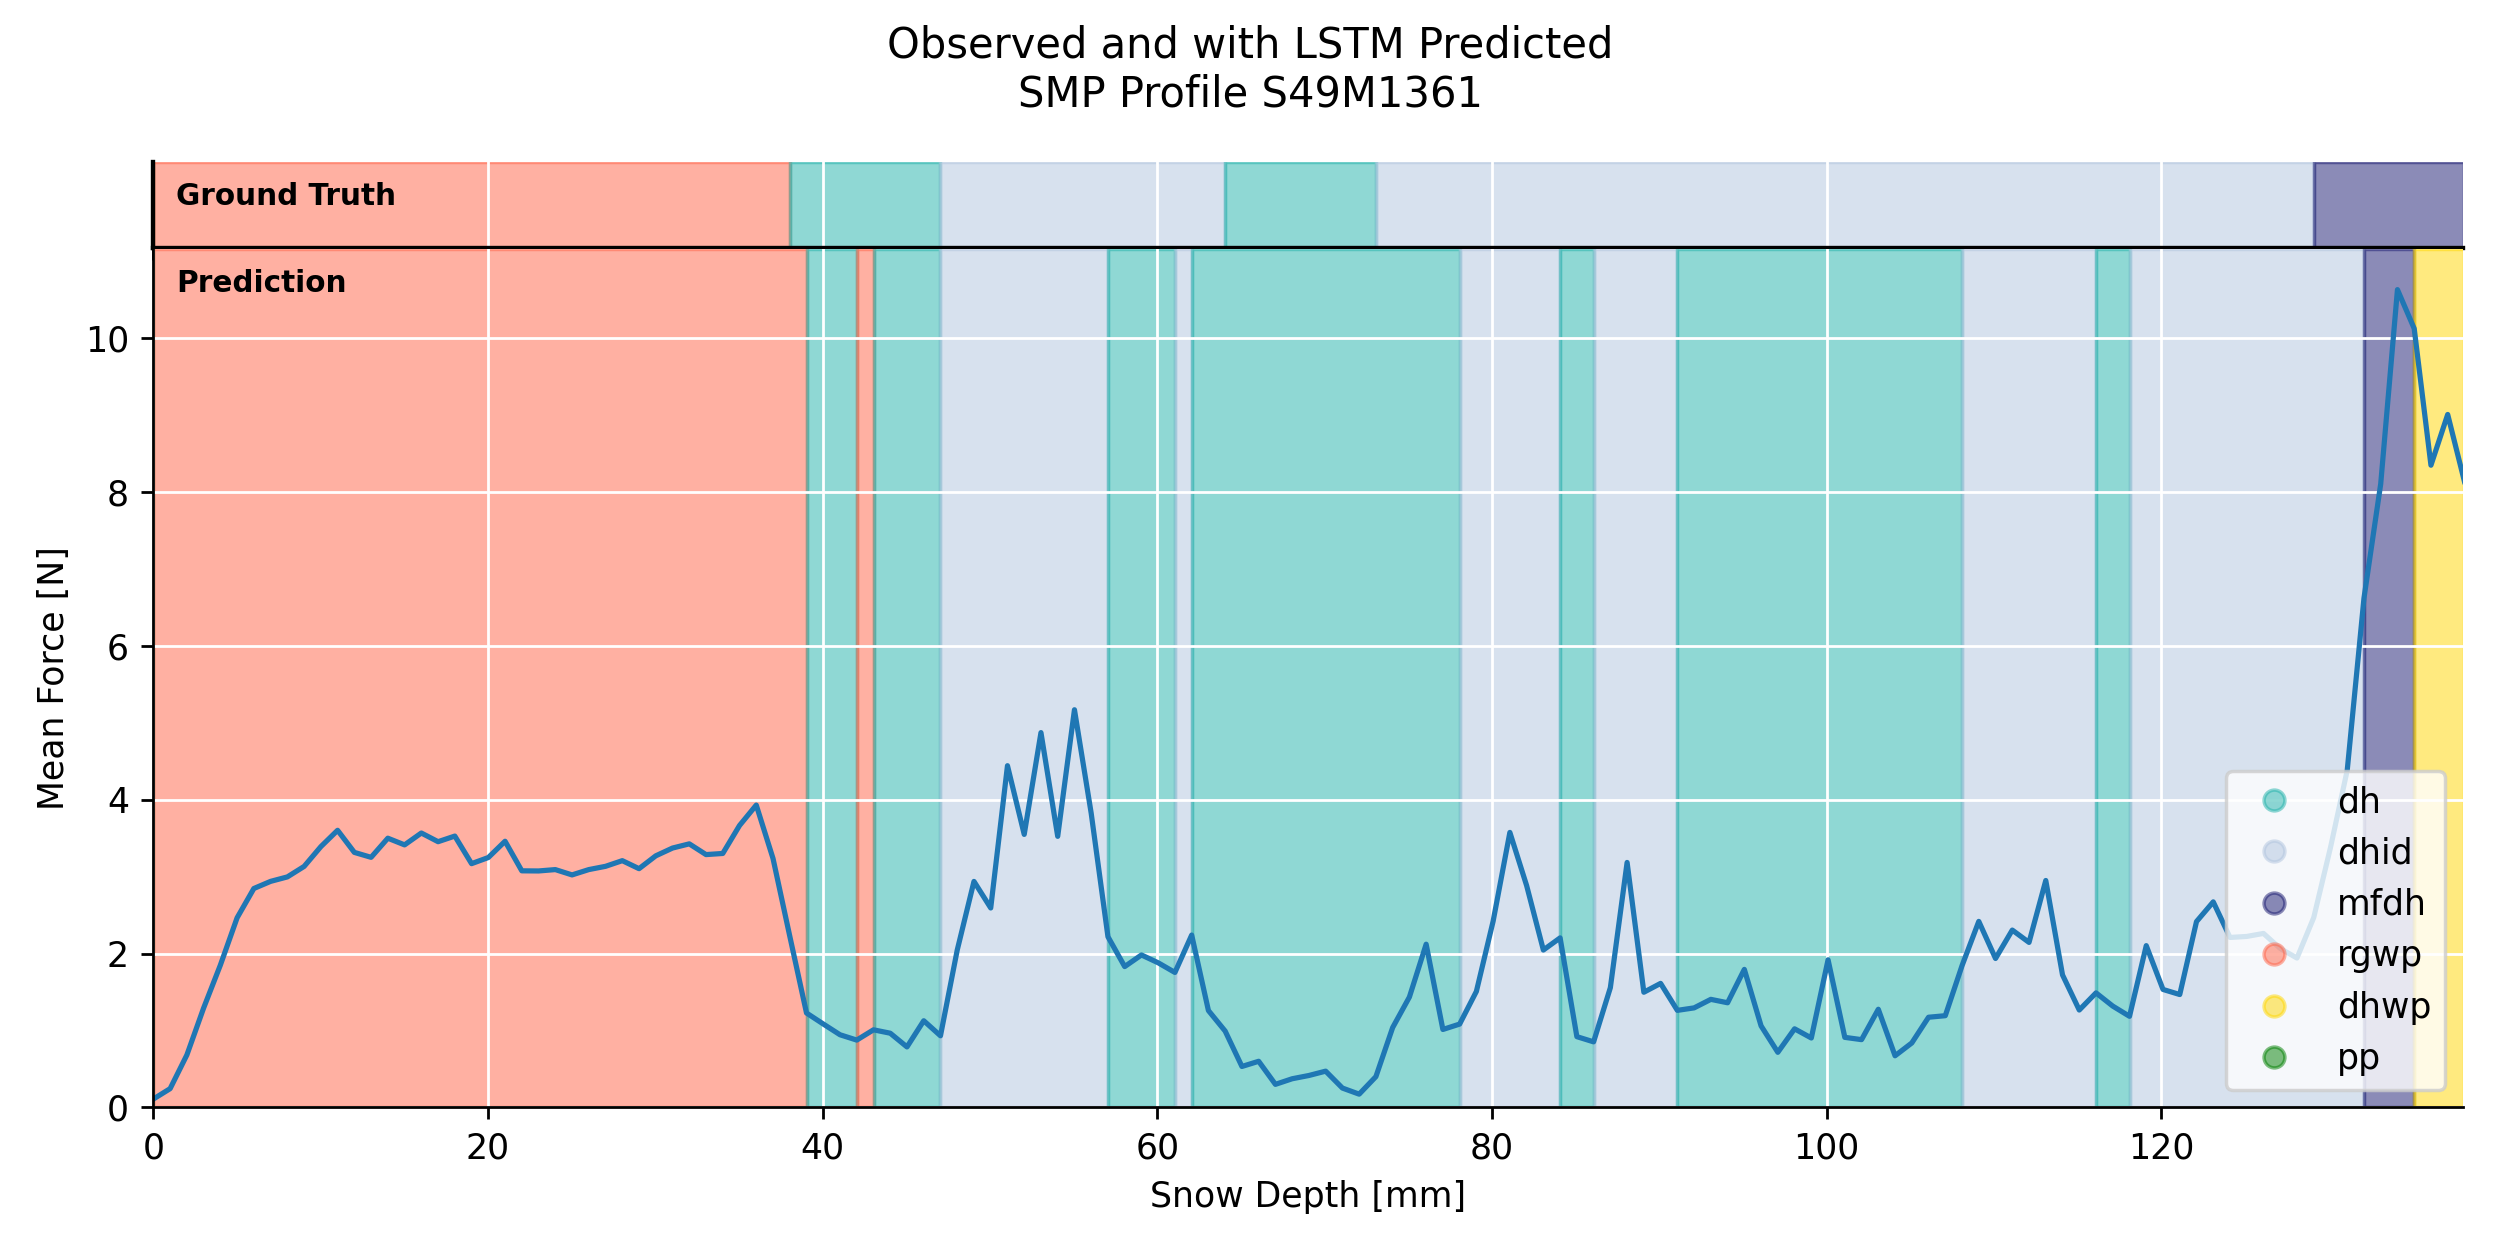 Observed and with LSTM Predicted
SMP Profile S49M1361
Ground Truth
Prediction
10
8
6
4
2
0
Mean Force [N]
dh
dhid
mfdh
rgwp
dhwp
pp
0 20 40 60 80 100 120
Snow Depth [mm]